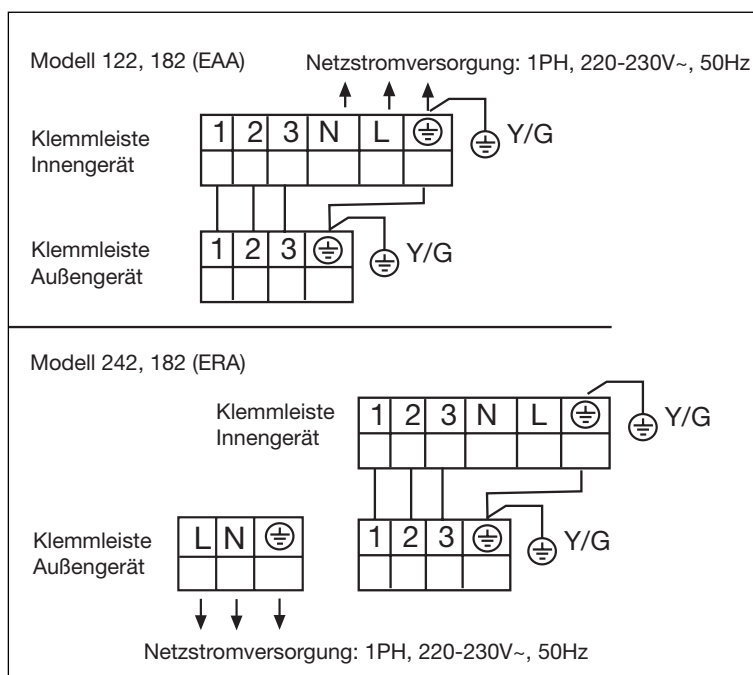 Modell 122, 182 (EAA)
Netzstromversorgung: 1PH, 220-230V~, 50Hz
Klemmleiste
Innengerät
1 2 3 N L
Y/G
Klemmleiste
Außengerät
1 2 3
Y/G
Modell 242, 182 (ERA)
Klemmleiste
Innengerät
1 2 3 N L
Y/G
Klemmleiste
Außengerät
L N
1 2 3
Y/G
Netzstromversorgung: 1PH, 220-230V~, 50Hz